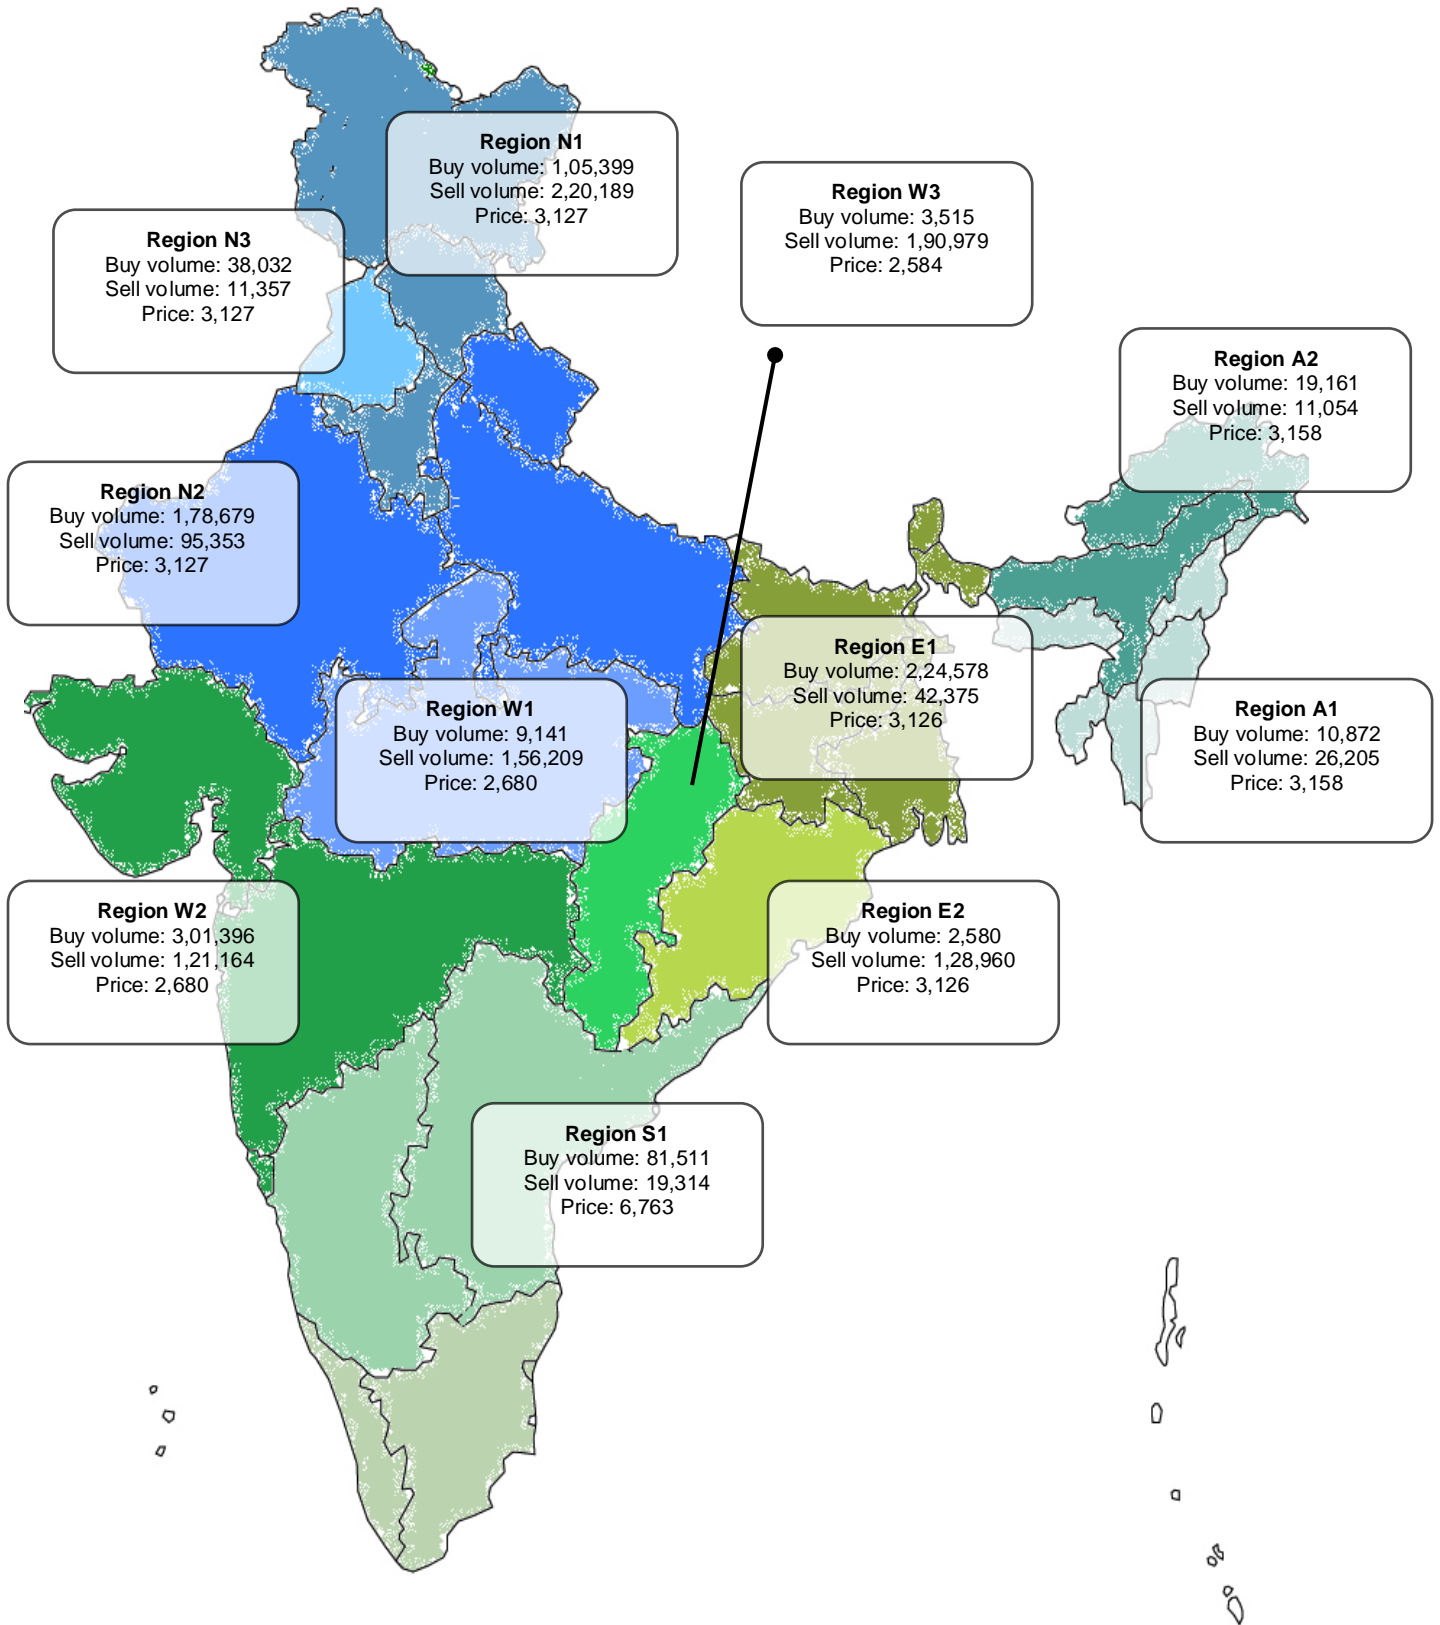 Region N1
Buy volume: 1,05,399
Sell volume: 2,20,189
Price: 3,127
Region W3
Buy volume: 3,515
Sell volume: 1,90,979
Price: 2,584
Region N3
Buy volume: 38,032
Sell volume: 11,357
Price: 3,127
Region A2
Buy volume: 19,161
Sell volume: 11,054
Price: 3,158
Region N2
Buy volume: 1,78,679
Sell volume: 95,353
Price: 3,127
Region E1
Buy volume: 2,24,578
Sell volume: 42,375
Price: 3,126
Region W1
Buy volume: 9,141
Sell volume: 1,56,209
Price: 2,680
Region A1
Buy volume: 10,872
Sell volume: 26,205
Price: 3,158
Region W2
Buy volume: 3,01,396
Sell volume: 1,21,164
Price: 2,680
Region E2
Buy volume: 2,580
Sell volume: 1,28,960
Price: 3,126
Region S1
Buy volume: 81,511
Sell volume: 19,314
Price: 6,763